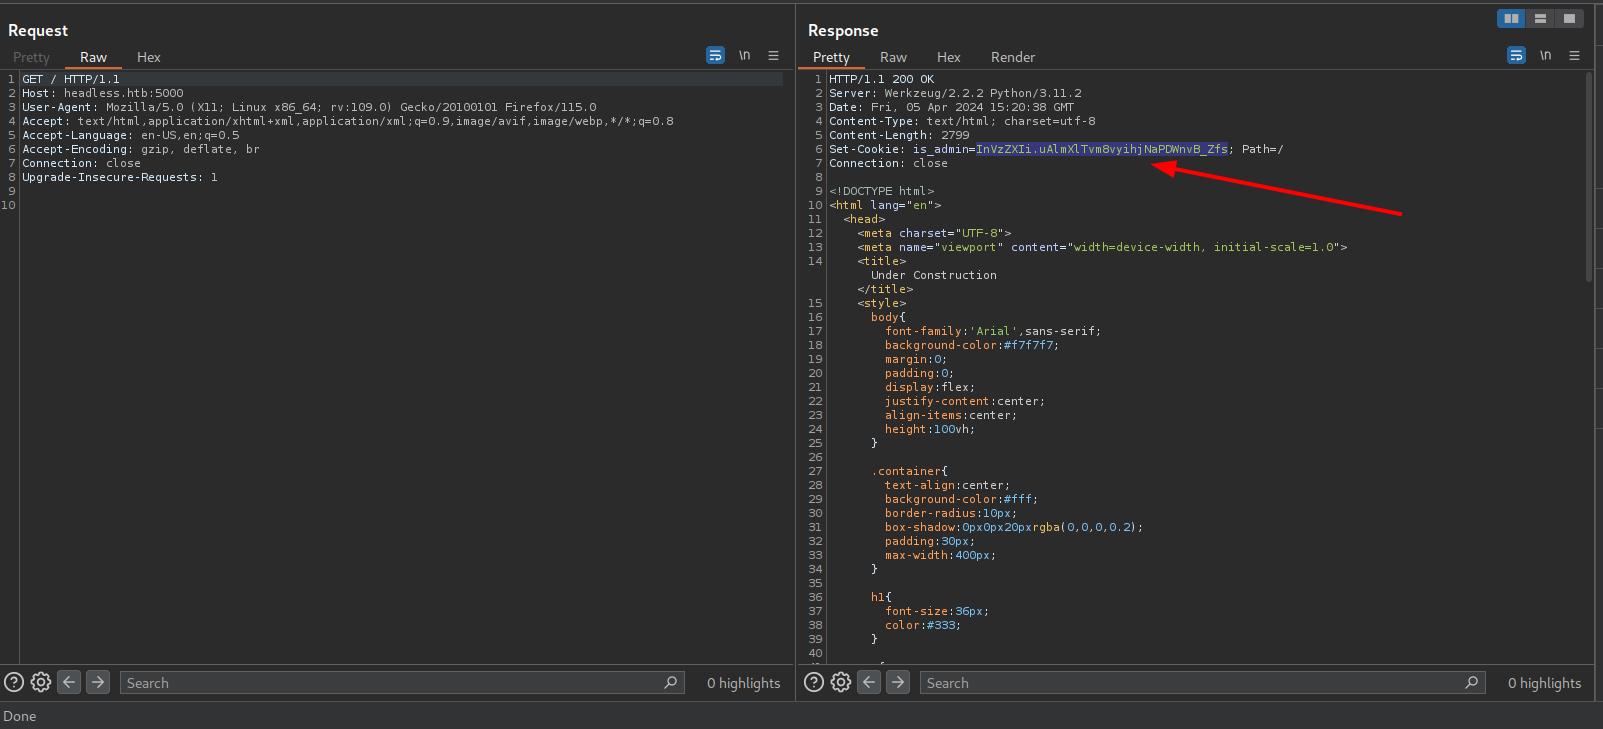 Request
Pretty Raw Hex \n
1 GET / HTTP/1.1
2 Host: headless.htb:5000
3 User-Agent: Mozilla/5.0 (X11; Linux x86_64; rv:109.0) Gecko/20100101 Firefox/115.0
4 Accept: text/html,application/xhtml+xml,application/xml;q=0.9,image/avif,image/webp,*/*;q=0.8
5 Accept-Language: en-US,en;q=0.5
6 Accept-Encoding: gzip, deflate, br
7 Connection: close
8 Upgrade-Insecure-Requests: 1
9
10
Search 0 highlights
Response
Pretty Raw Hex Render \n
1 HTTP/1.1 200 OK
2 Server: Werkzeug/2.2.2 Python/3.11.2
3 Date: Fri, 05 Apr 2024 15:20:38 GMT
4 Content-Type: text/html; charset=utf-8
5 Content-Length: 2799
6 Set-Cookie: is_admin=InVzZXIi.uAlmXlTvm8vyihjNaPDWnvB_Zfs; Path=/
7 Connection: close
8
9 <!DOCTYPE html>
10 <html lang="en">
11 <head>
12 <meta charset="UTF-8">
13 <meta name="viewport" content="width=device-width, initial-scale=1.0">
14 <title>
Under Construction
</title>
15 <style>
16 body{
17 font-family:'Arial',sans-serif;
18 background-color:#f7f7f7;
19 margin:0;
20 padding:0;
21 display:flex;
22 justify-content:center;
23 align-items:center;
24 height:100vh;
25 }
26
27 .container{
28 text-align:center;
29 background-color:#fff;
30 border-radius:10px;
31 box-shadow:0px0px20pxrgba(0,0,0,0.2);
32 padding:30px;
33 max-width:400px;
34 }
35
36 h1{
37 font-size:36px;
38 color:#333;
39 }
40
Search 0 highlights
Done